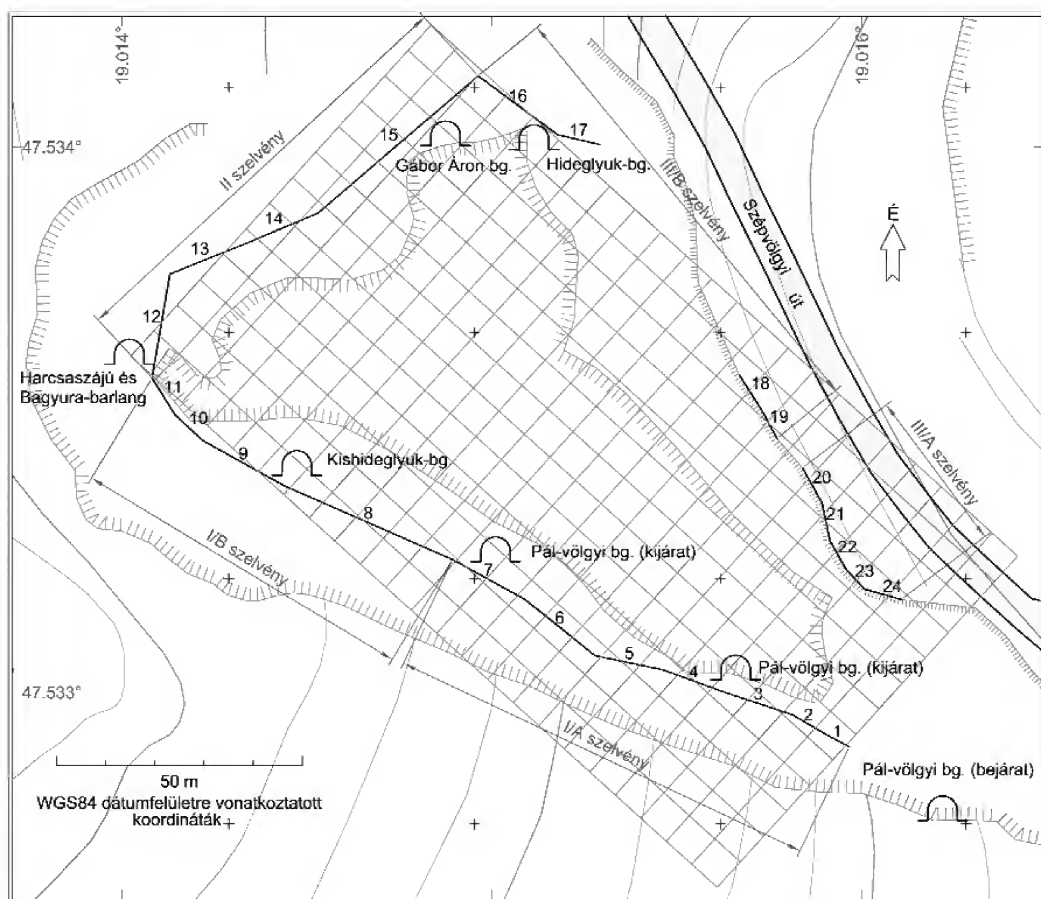 19.014°
19.016°
16
17
15
Gábor Áron bg.
Hideglyuk-bg.
47.534°
II szelvény
III/B szelvény
Szépvölgyi út
É
14
13
12
Harcsaszájú és
Bagyura-barlang
11
10
9
Kishideglyuk-bg.
8
18
19
III/A szelvény
20
21
22
23
24
I/B szelvény
Pál-völgyi bg. (kijárat)
7
6
5
4
Pál-völgyi bg. (kijárat)
3
2
1
47.533°
I/A szelvény
Pál-völgyi bg. (bejárat)
50 m
WGS84 dátumfelületre vonatkoztatott
koordináták